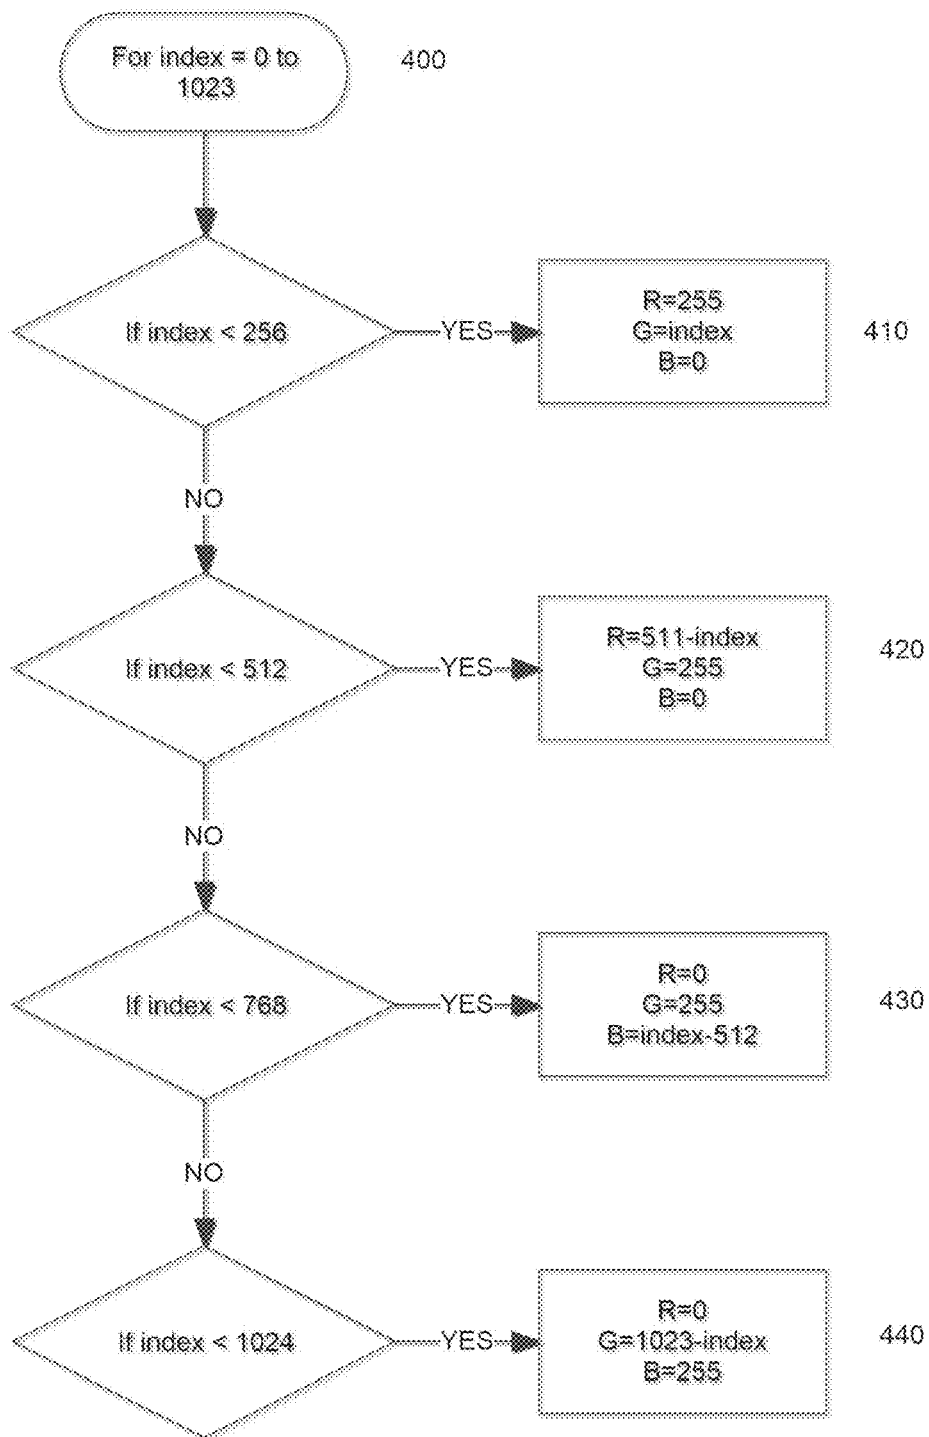 For index = 0 to
1023
400
If index < 256
YES
R=255
G=index
B=0
410
NO
If index < 512
YES
R=511-index
G=255
B=0
420
NO
If index < 768
YES
R=0
G=255
B=index-512
430
NO
If index < 1024
YES
R=0
G=1023-index
B=255
440